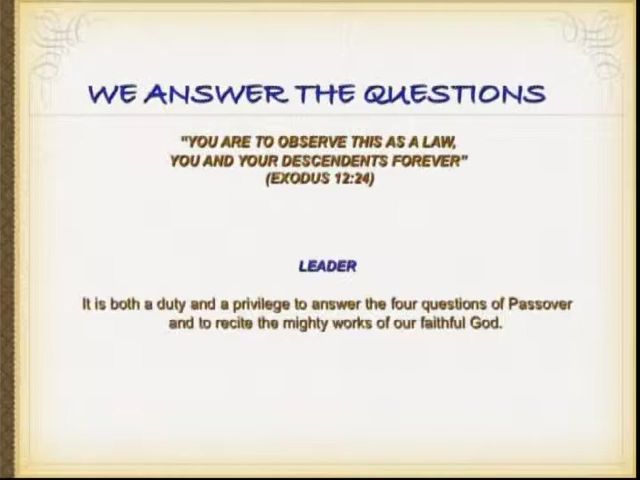 WE ANSWER THE QUESTIONS
"YOU ARE TO OBSERVE THIS AS A LAW,
YOU AND YOUR DESCENDENTS FOREVER"
(EXODUS 12:24)
LEADER
It is both a duty and a privilege to answer the four questions of Passover
and to recite the mighty works of our faithful God.